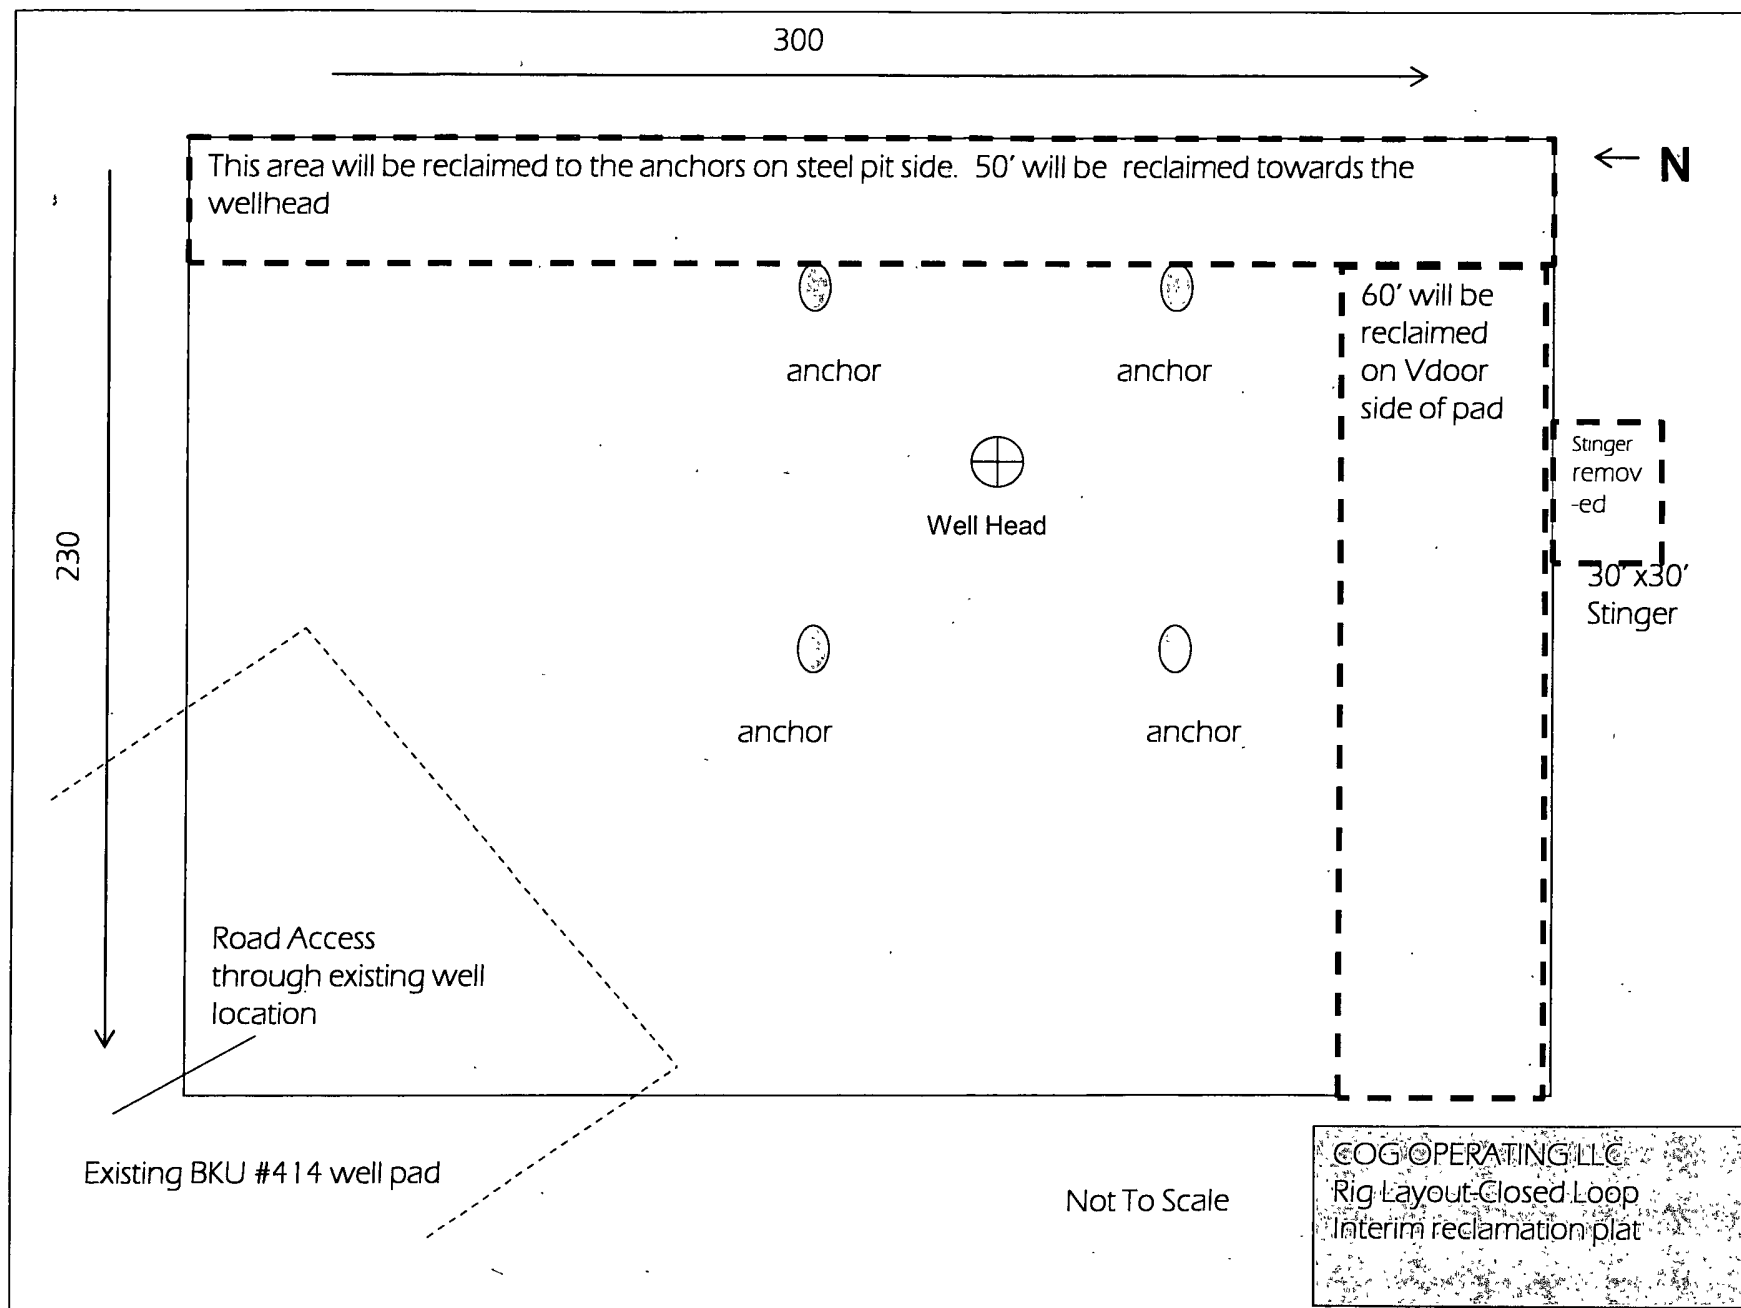 300
This area will be reclaimed to the anchors on steel pit side. 50' will be reclaimed towards the
wellhead
← N
60' will be
reclaimed
on Vdoor
side of pad
anchor
anchor
Stinger
remov
-ed
Well Head
230
30' x30'
Stinger
anchor
anchor
Road Access
through existing well
location
Existing BKU #414 well pad
Not To Scale
COG OPERATING LLC
Rig Layout-Closed Loop
Interim reclamation plat